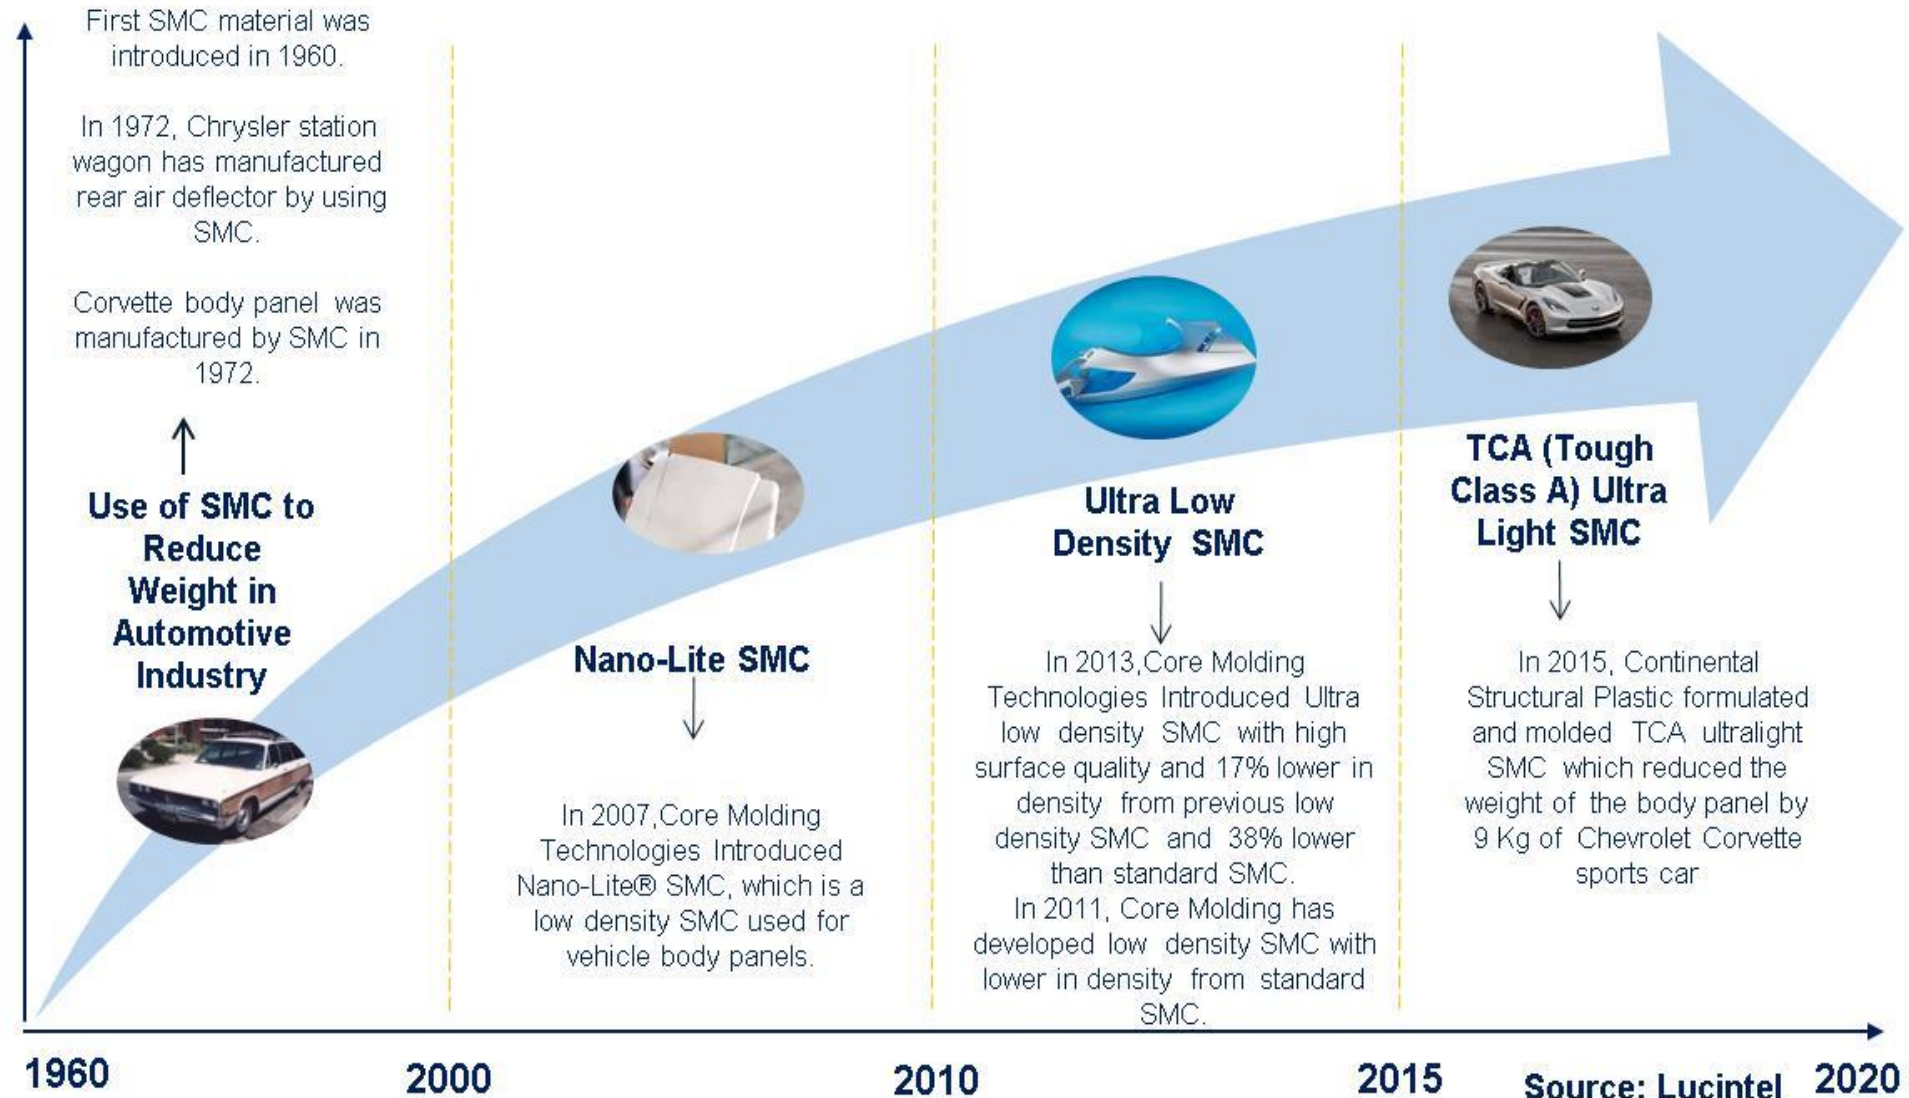 First SMC material was
introduced in 1960.
In 1972, Chrysler station
wagon has manufactured
rear air deflector by using
SMC.
Corvette body panel was
manufactured by SMC in
1972.
Use of SMC to
Reduce
Weight in
Automotive
Industry
Nano-Lite SMC
In 2007,Core Molding
Technologies Introduced
Nano-Lite® SMC, which is a
low density SMC used for
vehicle body panels.
Ultra Low
Density SMC
In 2013,Core Molding
Technologies Introduced Ultra
low density SMC with high
surface quality and 17% lower in
density from previous low
density SMC and 38% lower
than standard SMC.
In 2011, Core Molding has
developed low density SMC with
lower in density from standard
SMC.
TCA (Tough
Class A) Ultra
Light SMC
In 2015, Continental
Structural Plastic formulated
and molded TCA ultralight
SMC which reduced the
weight of the body panel by
9 Kg of Chevrolet Corvette
sports car
1960
2000
2010
2015
2020
Source: Lucintel